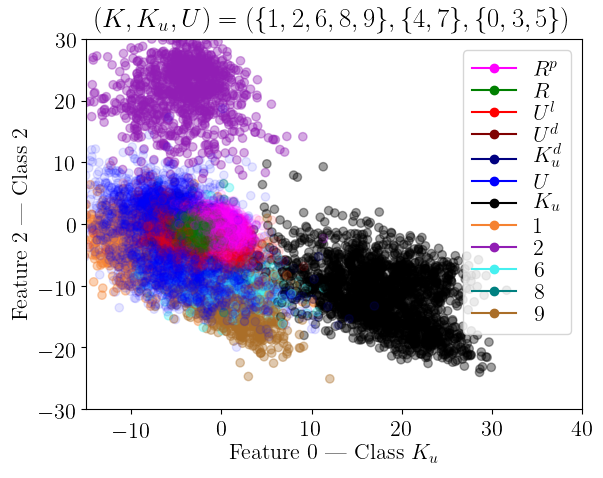 (K, K_u, U) = ({1, 2, 6, 8, 9}, {4, 7}, {0, 3, 5})
30
20
10
0
−10
−20
−30
Feature 2 — Class 2
−10
0
10
20
30
40
Feature 0 — Class K_u
R^p
R
U^l
U^d
K_u^d
U
K_u
1
2
6
8
9